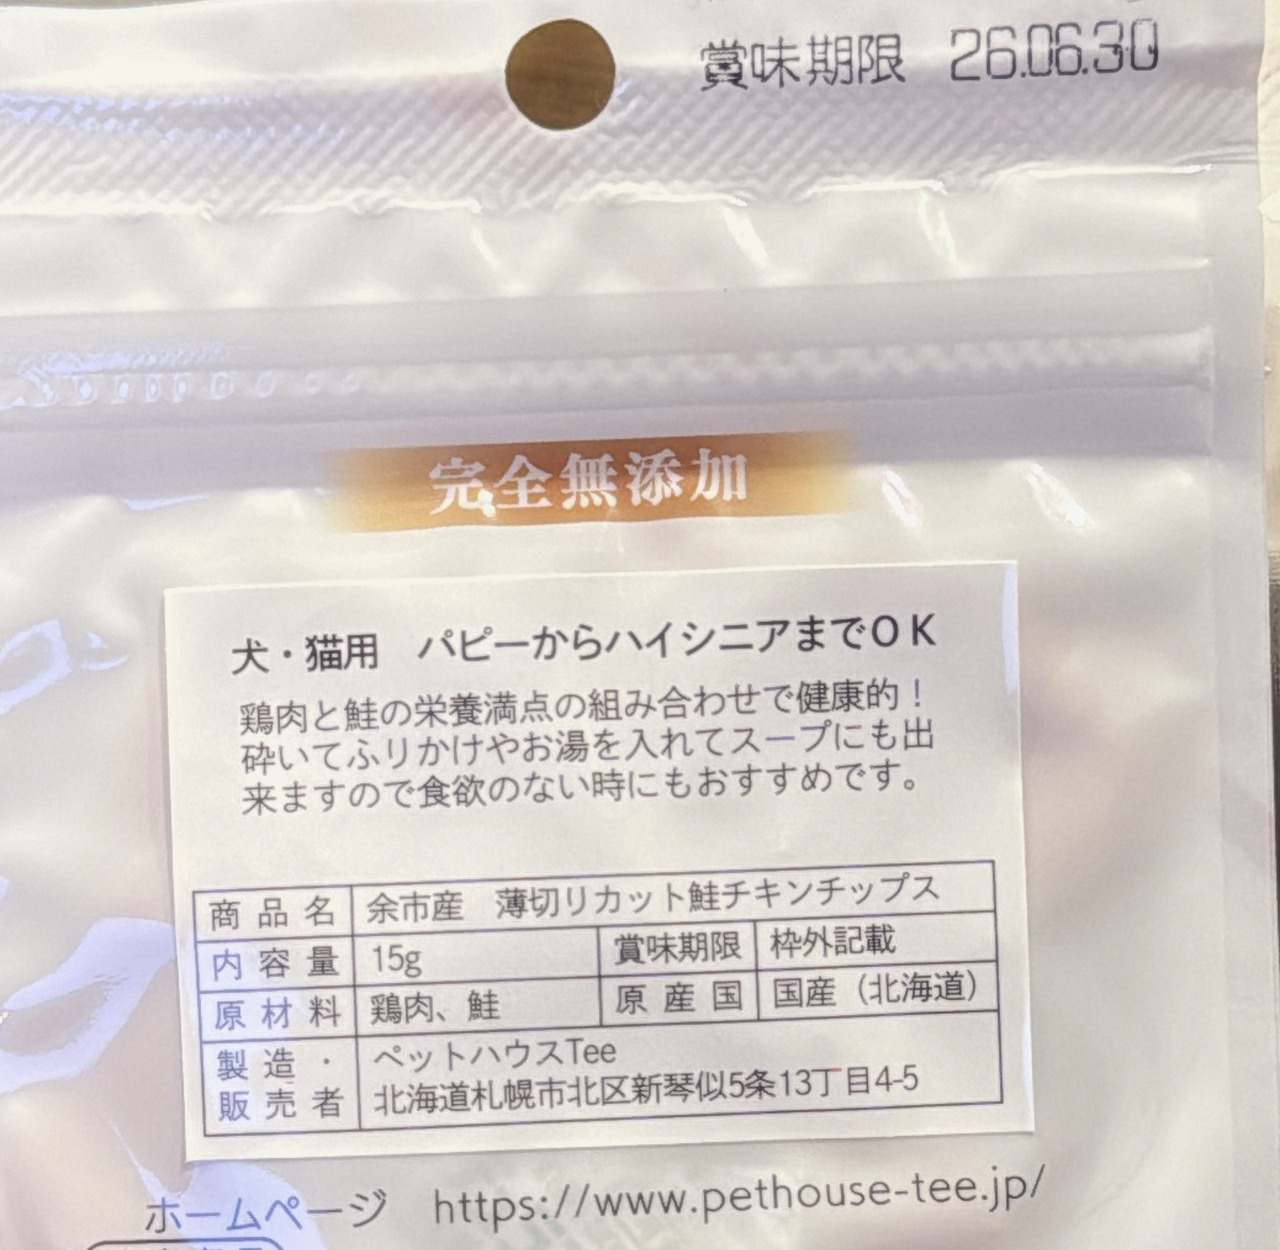 賞味期限 26.06.30
完全無添加
犬・猫用 パピーからハイシニアまでOK
鶏肉と鮭の栄養満点の組み合わせで健康的！
砕いてふりかけやお湯を入れてスープにも出
来ますので食欲のない時にもおすすめです。
商品名 余市産 薄切りカット鮭チキンチップス
内容量 15g 賞味期限 枠外記載
原材料 鶏肉、鮭 原産国 国産（北海道）
製造・ ペットハウスTee
販売者 北海道札幌市北区新琴似5条13丁目4-5
ホームページ https://www.pethouse-tee.jp/